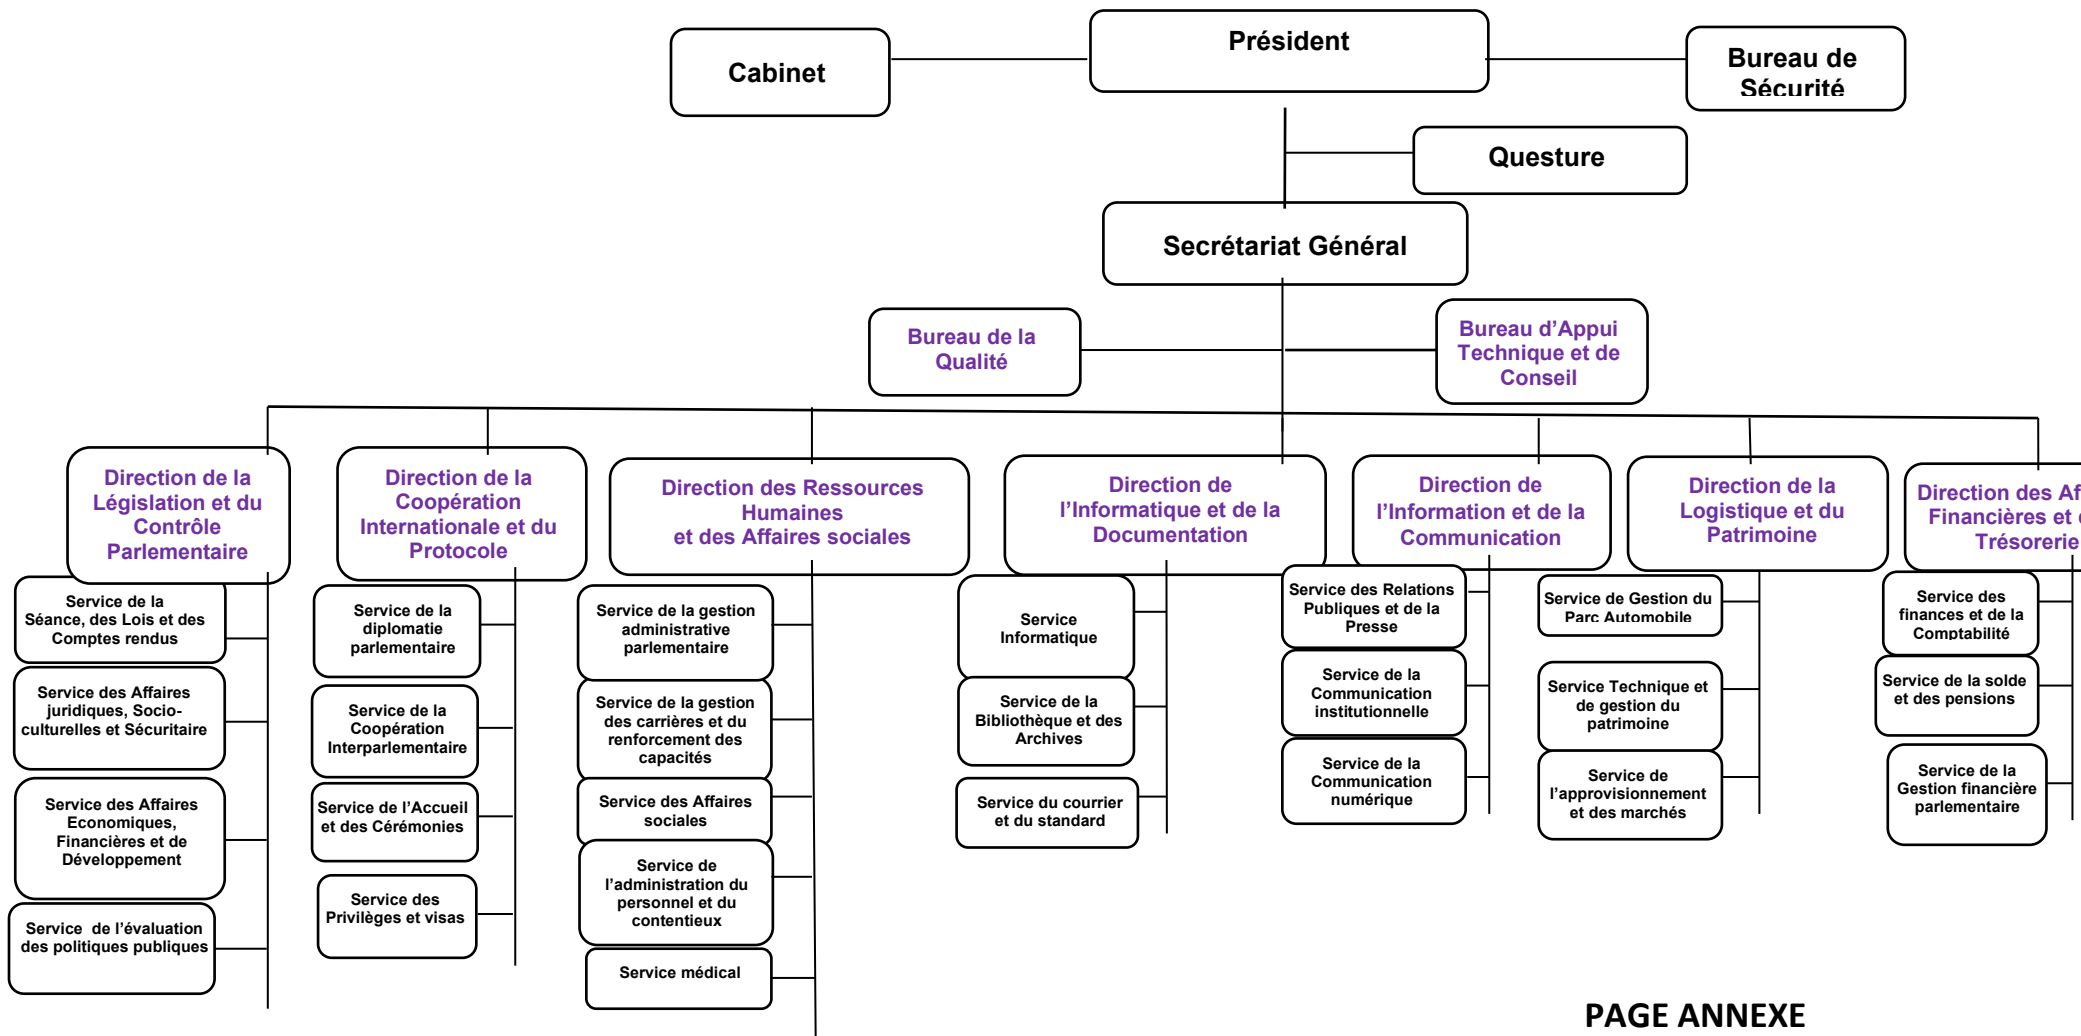 Président
Cabinet
Bureau de
Sécurité
Questure
Secrétariat Général
Bureau de la
Qualité
Bureau d’Appui
Technique et de
Conseil
Direction de la
Législation et du
Contrôle
Parlementaire
Service de la
Séance, des Lois et des
Comptes rendus
Service des Affaires
juridiques, Socio-
culturelles et Sécuritaire
Service des Affaires
Economiques,
Financières et de
Développement
Service  de l’évaluation
des politiques publiques
Direction de la
Coopération
Internationale et du
Protocole
Service de la
diplomatie
parlementaire
Service de la
Coopération
Interparlementaire
Service de l’Accueil
et des Cérémonies
Service des
Privilèges et visas
Direction des Ressources
Humaines
et des Affaires sociales
Service de la gestion
administrative
parlementaire
Service de la gestion
des carrières et du
renforcement des
capacités
Service des Affaires
sociales
Service de
l’administration du
personnel et du
contentieux
Service médical
Direction de
l’Informatique et de la
Documentation
Service
Informatique
Service de la
Bibliothèque et des
Archives
Service du courrier
et du standard
Direction de
l’Information et de la
Communication
Service des Relations
Publiques et de la
Presse
Service de la
Communication
institutionnelle
Service de la
Communication
numérique
Direction de la
Logistique et du
Patrimoine
Service de Gestion du
Parc Automobile
Service Technique et
de gestion du
patrimoine
Service de
l’approvisionnement
et des marchés
Direction des
Financières et
Trésorerie
Service des
finances et de la
Comptabilité
Service de la solde
et des pensions
Service de la
Gestion financière
parlementaire
PAGE ANNEXE